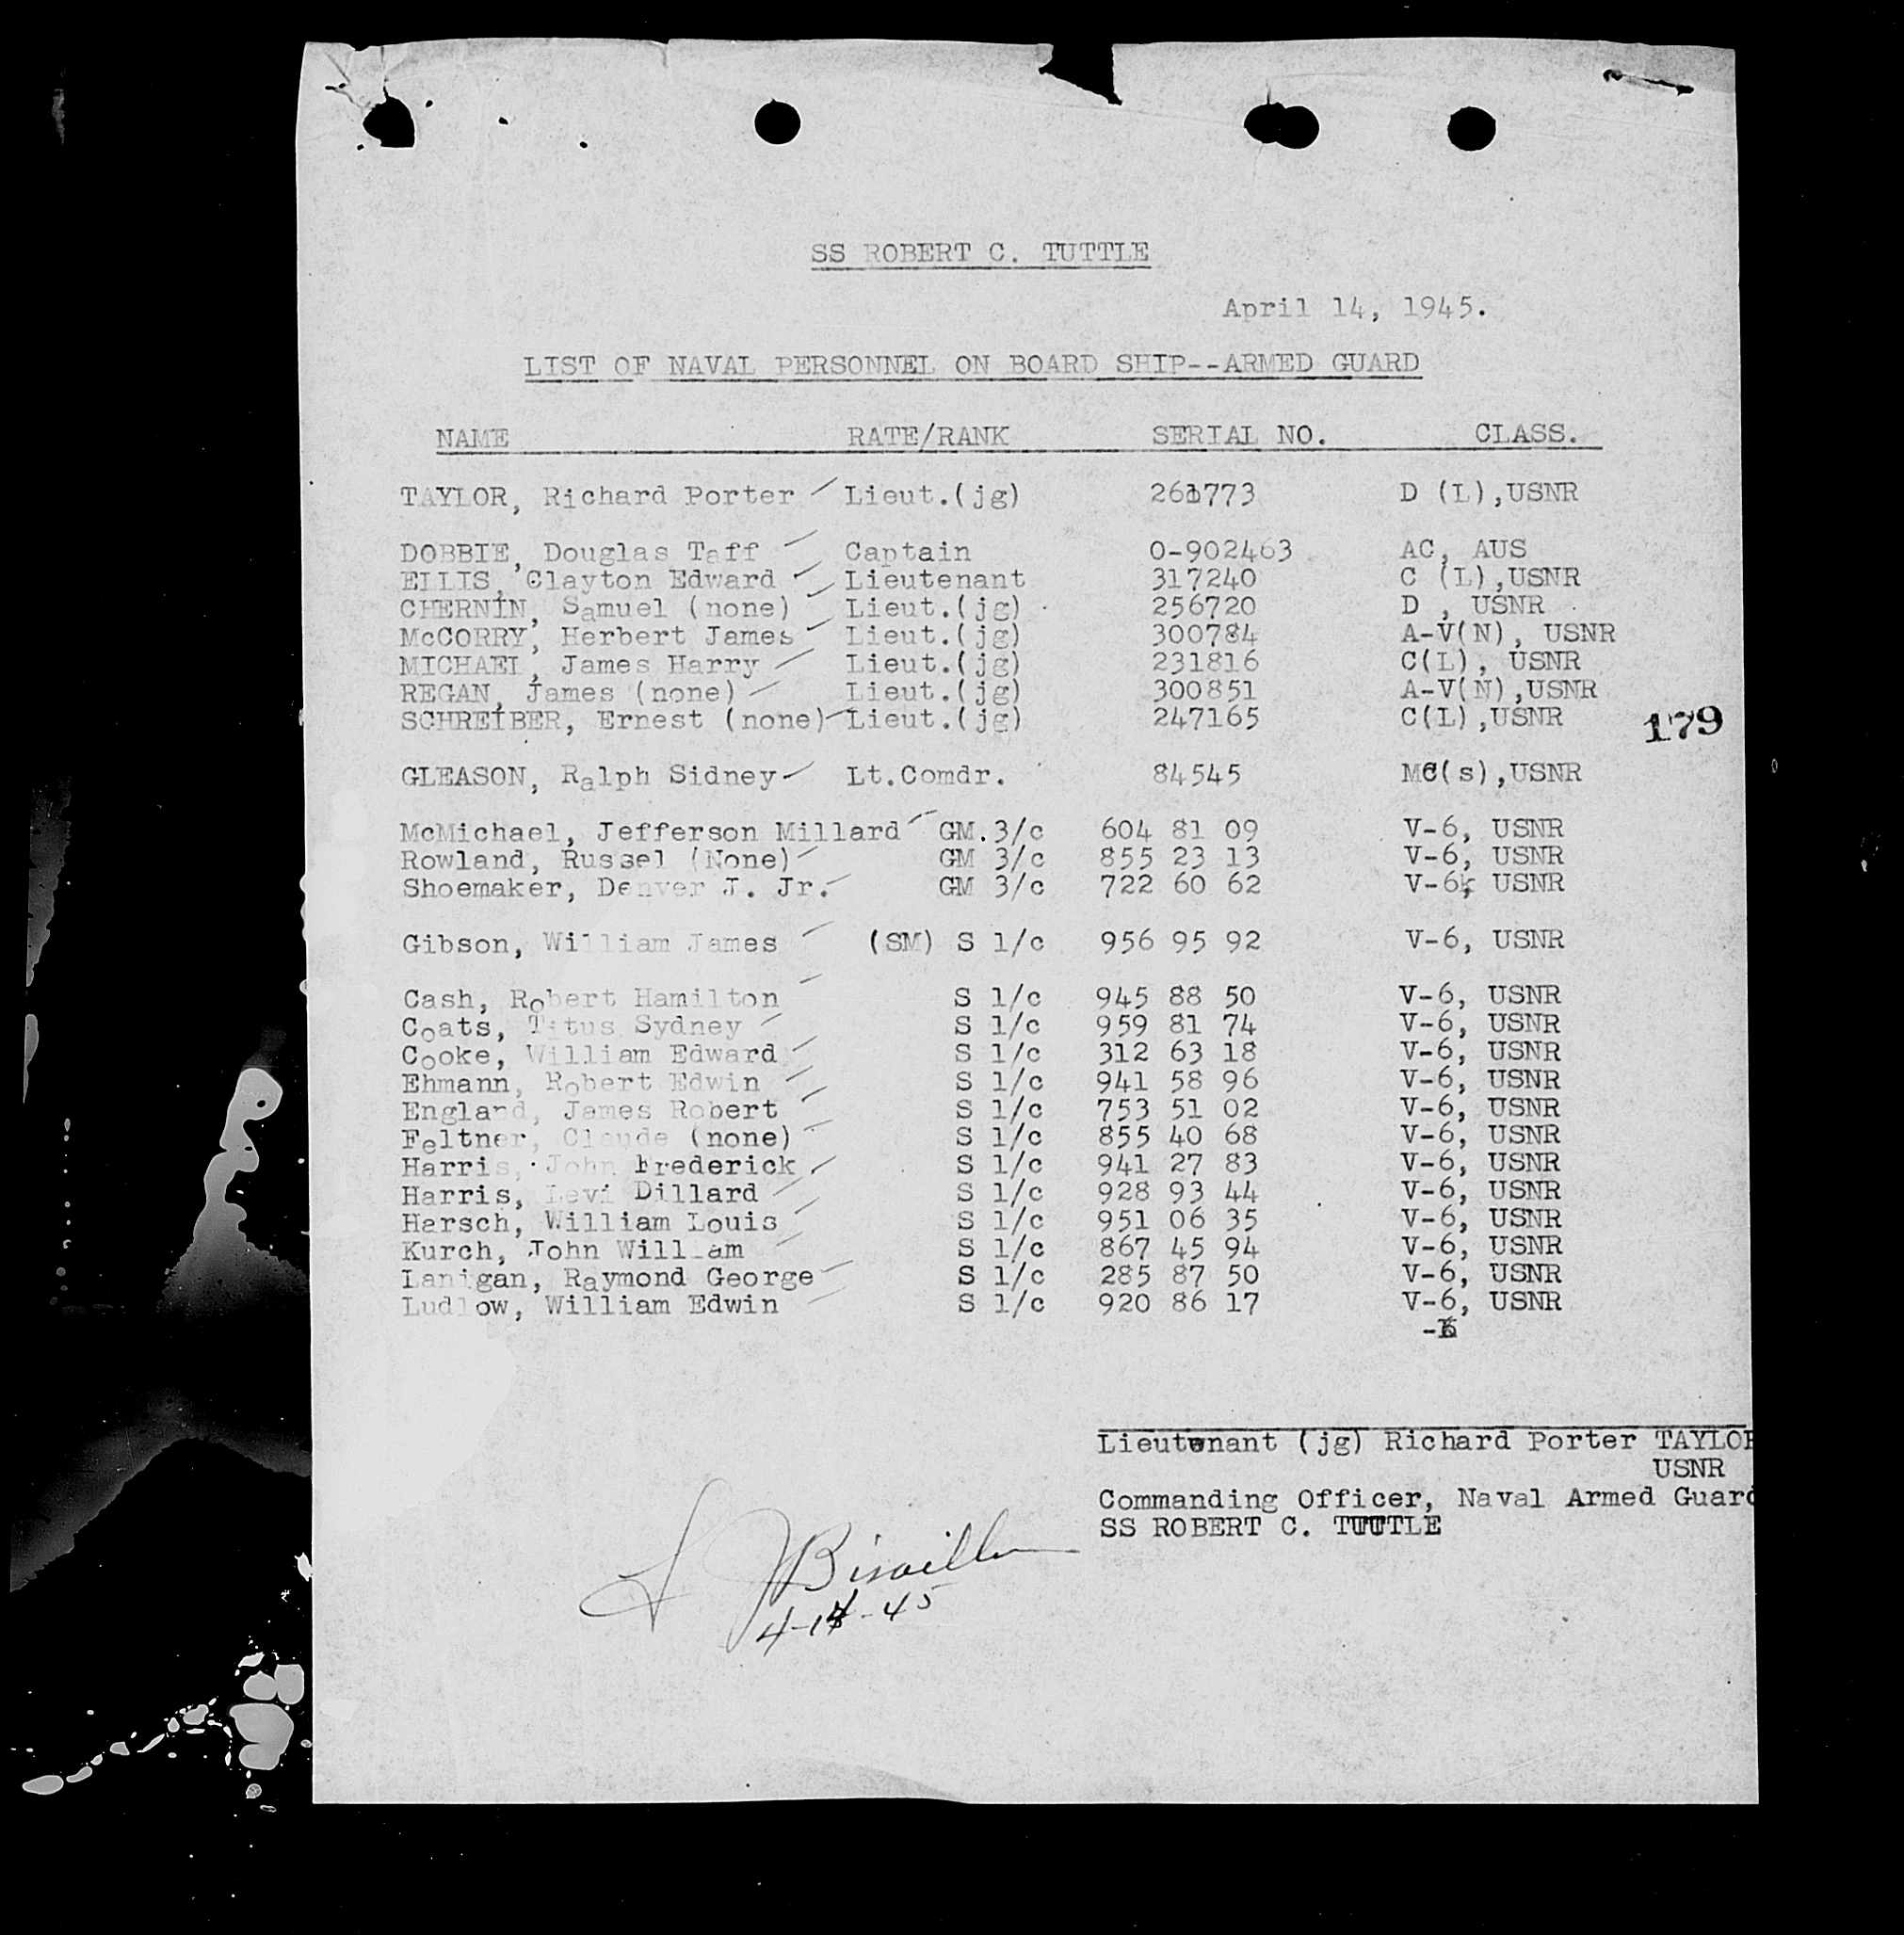 SS ROBERT C. TUTTLE
April 14, 1945.
LIST OF NAVAL PERSONNEL ON BOARD SHIP--ARMED GUARD
NAME RATE/RANK SERIAL NO. CLASS.
TAYLOR, Richard Porter Lieut.(jg) 261773 D (L),USNR
DOBBIE, Douglas Taff Captain 0-902463 AC, AUS
ELLIS, Clayton Edward Lieutenant 317240 C (L),USNR
CHERNIN, Samuel (none) Lieut.(jg) 256720 D , USNR
McCORRY, Herbert James Lieut.(jg) 300784 A-V(N), USNR
MICHAEL, James Harry Lieut.(jg) 231816 C(L), USNR
REGAN, James (none) Lieut.(jg) 300851 A-V(N),USNR
SCHREIBER, Ernest (none) Lieut.(jg) 247165 C(L),USNR
179
GLEASON, Ralph Sidney Lt.Comdr. 84545 MC(s),USNR
McMichael, Jefferson Millard GM.3/c 604 81 09 V-6, USNR
Rowland, Russel (None) GM 3/c 855 23 13 V-6, USNR
Shoemaker, Denver J. Jr. GM 3/c 722 60 62 V-6, USNR
Gibson, William James (SM) S 1/c 956 95 92 V-6, USNR
Cash, Robert Hamilton S 1/c 945 88 50 V-6, USNR
Coats, Titus Sydney S 1/c 959 81 74 V-6, USNR
Cooke, William Edward S 1/c 312 63 18 V-6, USNR
Ehmann, Robert Edwin S 1/c 941 58 96 V-6, USNR
England, James Robert S 1/c 753 51 02 V-6, USNR
Feltner, Claude (none) S 1/c 855 40 68 V-6, USNR
Harris, John Frederick S 1/c 941 27 83 V-6, USNR
Harris, Levi Dillard S 1/c 928 93 44 V-6, USNR
Harsch, William Louis S 1/c 951 06 35 V-6, USNR
Kurch, John William S 1/c 867 45 94 V-6, USNR
Lanigan, Raymond George S 1/c 285 87 50 V-6, USNR
Ludlow, William Edwin S 1/c 920 86 17 V-6, USNR
Lieutenant (jg) Richard Porter TAYLOR
USNR
Commanding Officer, Naval Armed Guard
SS ROBERT C. TUTTLE
4-14-45